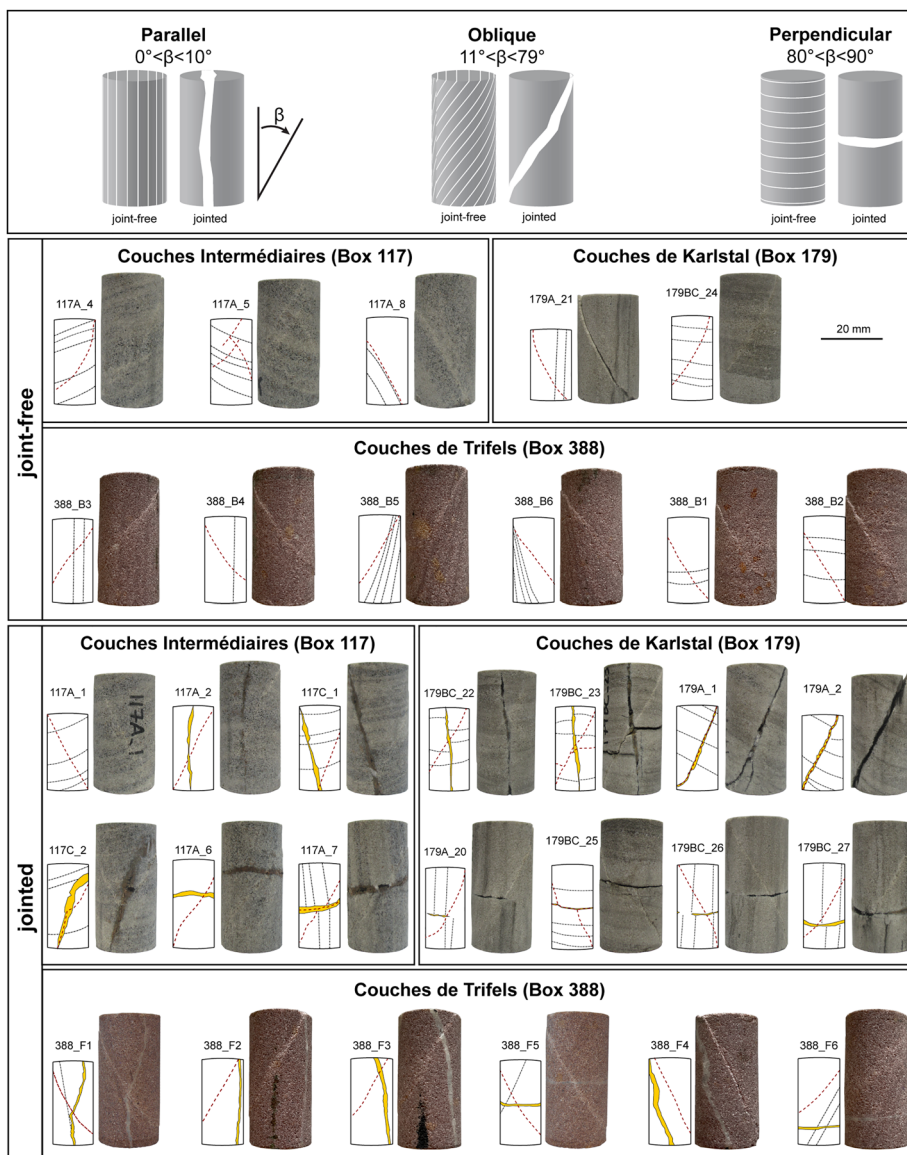 Parallel
0°<β<10°
Oblique
11°<β<79°
Perpendicular
80°<β<90°
β
joint-free
jointed
joint-free
jointed
joint-free
jointed
joint-free
Couches Intermédiaires (Box 117)
117A_4
117A_5
117A_8
Couches de Karlstal (Box 179)
179A_21
179BC_24
20 mm
Couches de Trifels (Box 388)
388_B3
388_B4
388_B5
388_B6
388_B1
388_B2
jointed
Couches Intermédiaires (Box 117)
117A_1
117A-1
117A_2
117C_1
117C_2
117A_6
117A_7
Couches de Karlstal (Box 179)
179BC_22
179BC_23
179A_1
179A_2
179A_20
179BC_25
179BC_26
179BC_27
Couches de Trifels (Box 388)
388_F1
388_F2
388_F3
388_F5
388_F4
388_F6